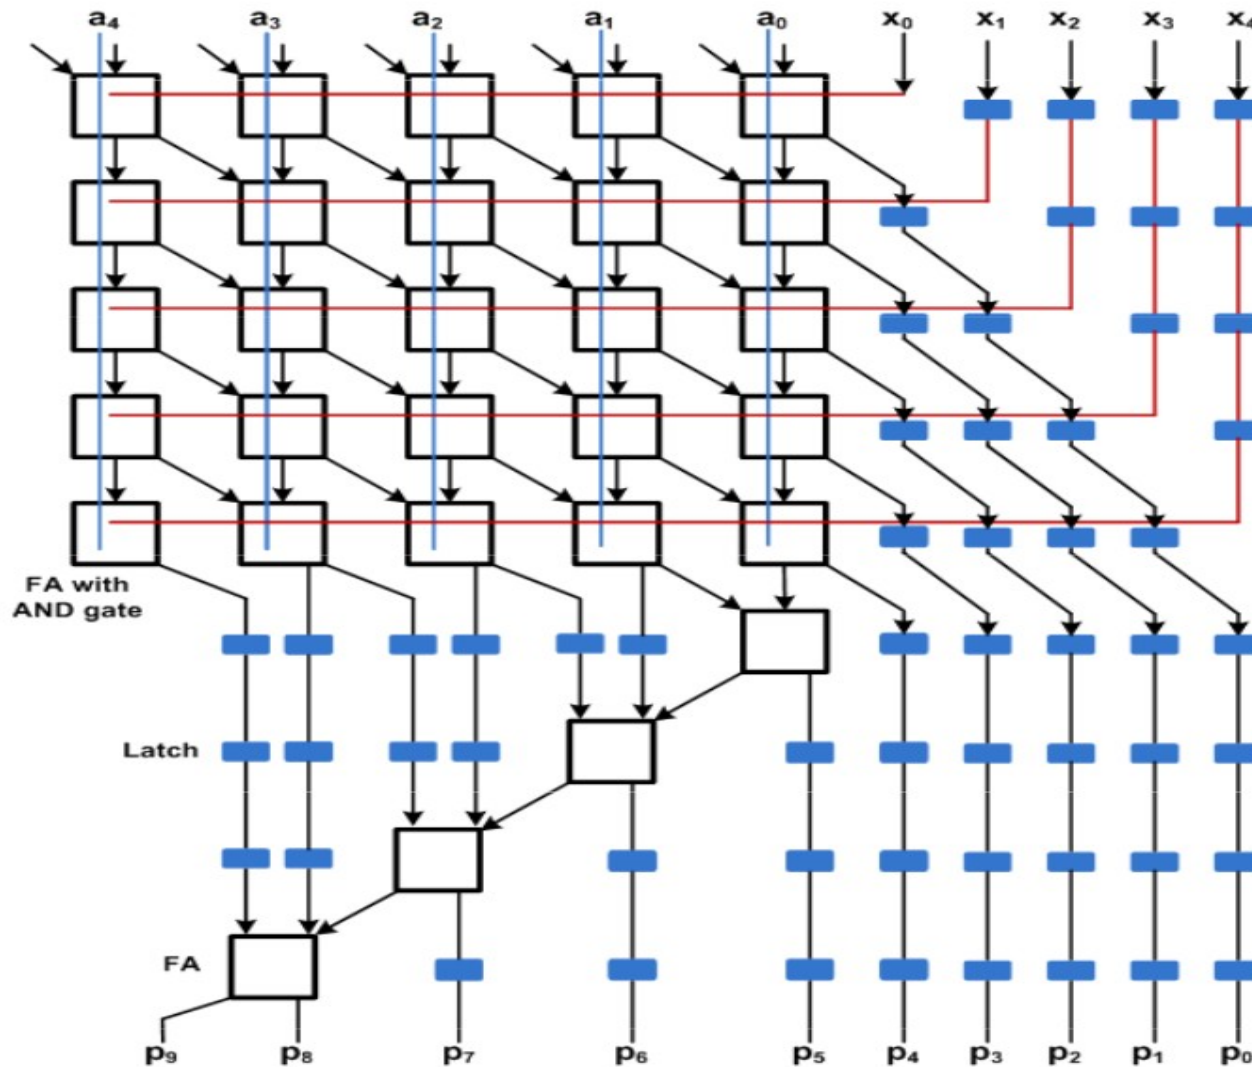 a₄ a₃ a₂ a₁ a₀ x₀ x₁ x₂ x₃ x₄
FA with
AND gate
Latch
FA
p₉ p₈ p₇ p₆ p₅ p₄ p₃ p₂ p₁ p₀